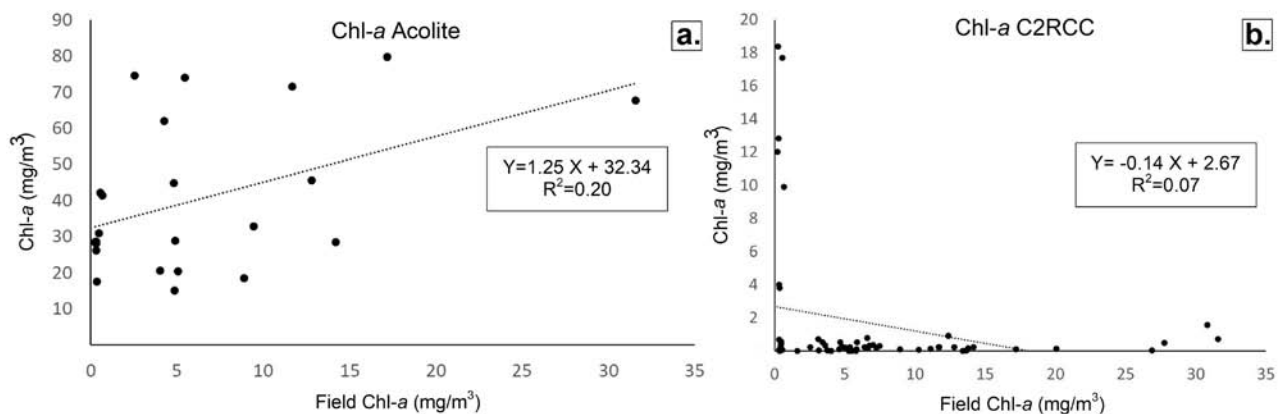 Chl-a Acolite
a.
90
80
70
60
50
40
30
20
10
Chl-a (mg/m³)
Y=1.25 X + 32.34
R²=0.20
0 5 10 15 20 25 30 35
Field Chl-a (mg/m³)
Chl-a C2RCC
b.
20
18
16
14
12
10
8
6
4
2
Chl-a (mg/m³)
Y= -0.14 X + 2.67
R²=0.07
0 5 10 15 20 25 30 35
Field Chl-a (mg/m³)